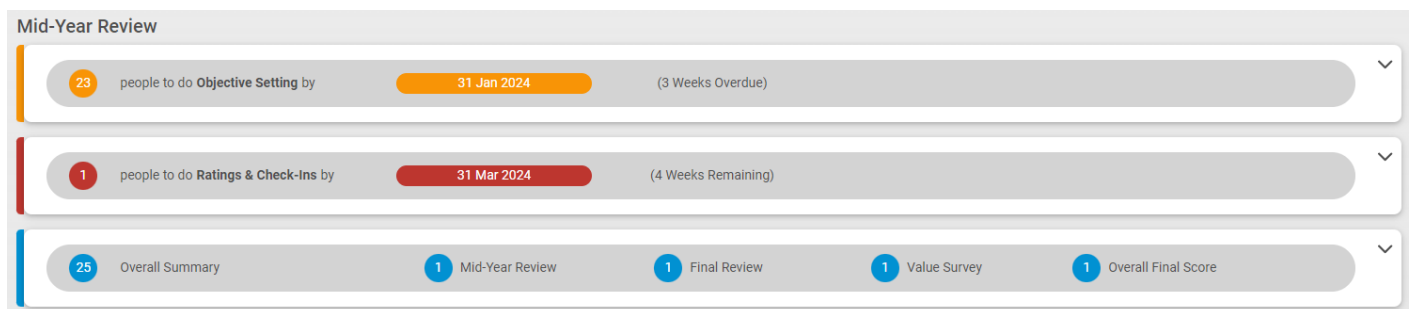 Mid-Year Review
23 people to do Objective Setting by 31 Jan 2024 (3 Weeks Overdue)
1 people to do Ratings & Check-Ins by 31 Mar 2024 (4 Weeks Remaining)
25 Overall Summary 1 Mid-Year Review 1 Final Review 1 Value Survey 1 Overall Final Score